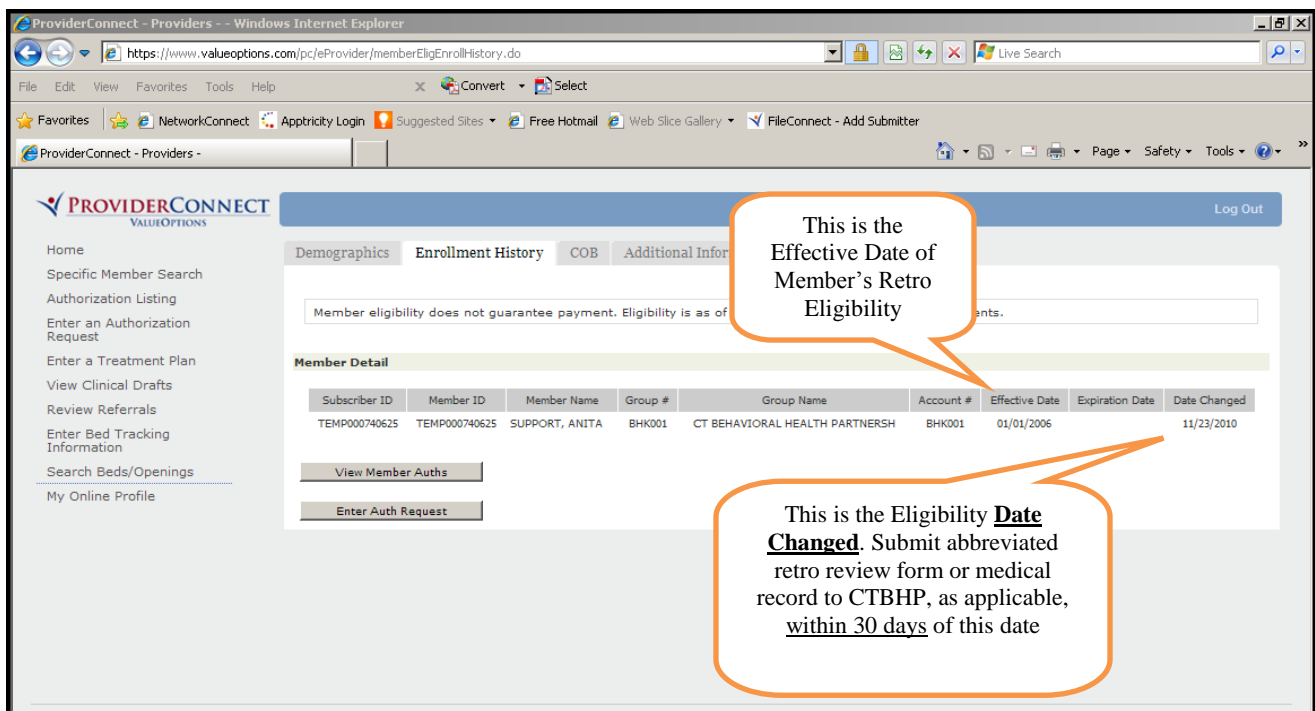 ProviderConnect - Providers - - Windows Internet Explorer
https://www.valueoptions.com/pc/eProvider/memberEligEnrollHistory.do
Live Search
File Edit View Favorites Tools Help
Convert Select
Favorites NetworkConnect Apptricity Login Suggested Sites Free Hotmail Web Slice Gallery FileConnect - Add Submitter
ProviderConnect - Providers -
Page Safety Tools
PROVIDERCONNECT
VALUEOPTIONS
Log Out
Home
Specific Member Search
Authorization Listing
Enter an Authorization
Request
Enter a Treatment Plan
View Clinical Drafts
Review Referrals
Enter Bed Tracking
Information
Search Beds/Openings
My Online Profile
Demographics Enrollment History COB Additional Infor
This is the
Effective Date of
Member’s Retro
Eligibility
Member eligibility does not guarantee payment. Eligibility is as of
Member Detail
Subscriber ID Member ID Member Name Group # Group Name Account # Effective Date Expiration Date Date Changed
TEMP000740625 TEMP000740625 SUPPORT, ANITA BHK001 CT BEHAVIORAL HEALTH PARTNERSH BHK001 01/01/2006 11/23/2010
View Member Auths
Enter Auth Request
This is the Eligibility Date
Changed. Submit abbreviated
retro review form or medical
record to CTBHP, as applicable,
within 30 days of this date